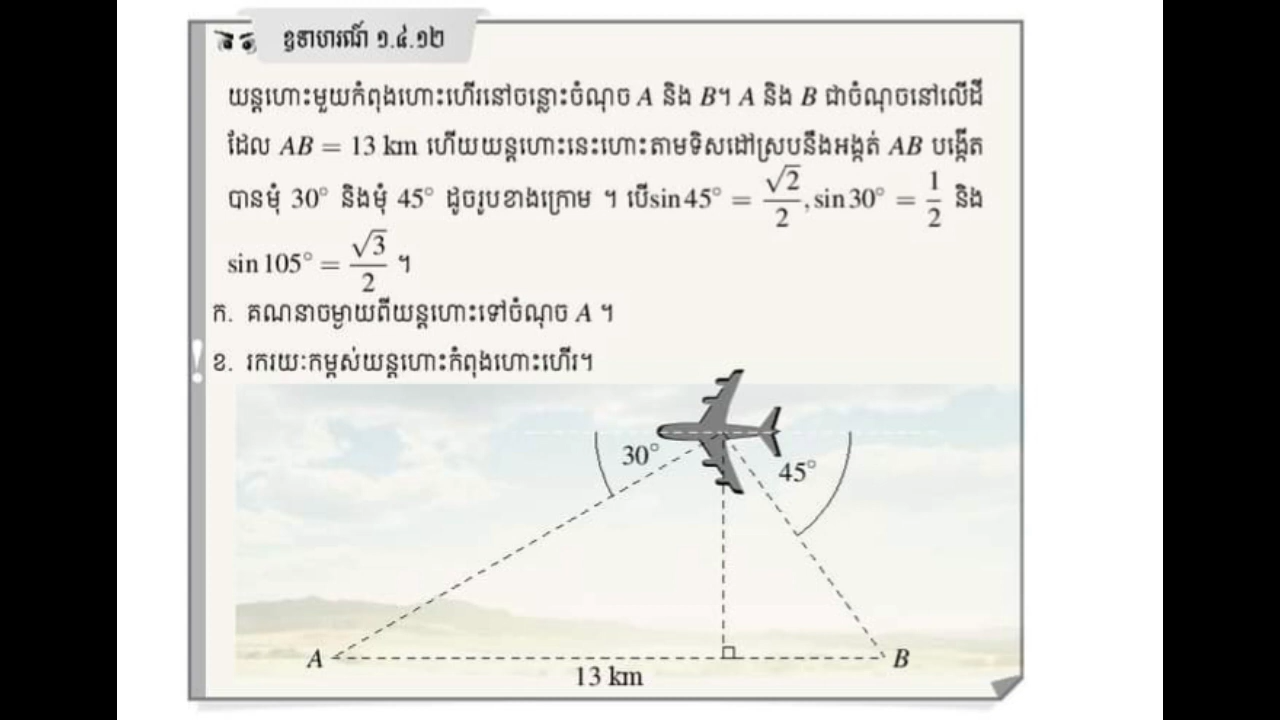 ឧទាហរណ៍ ១.៤.១២
យន្តហោះមួយកំពុងហោះហើរនៅចន្លោះចំណុច A និង B។ A និង B ជាចំណុចនៅលើដី
ដែល AB = 13 km ហើយយន្តហោះនេះហោះតាមទិសដៅស្របនឹងអង្កត់ AB បង្កើត
បានមុំ 30° និងមុំ 45° ដូចរូបខាងក្រោម ។ បើ sin 45° = √2/2, sin 30° = 1/2 និង
sin 105° = √3/2 ។
ក. គណនាចម្ងាយពីយន្តហោះទៅចំណុច A ។
ខ. រករយៈកម្ពស់យន្តហោះកំពុងហោះហើរ។
30°
45°
A
B
13 km